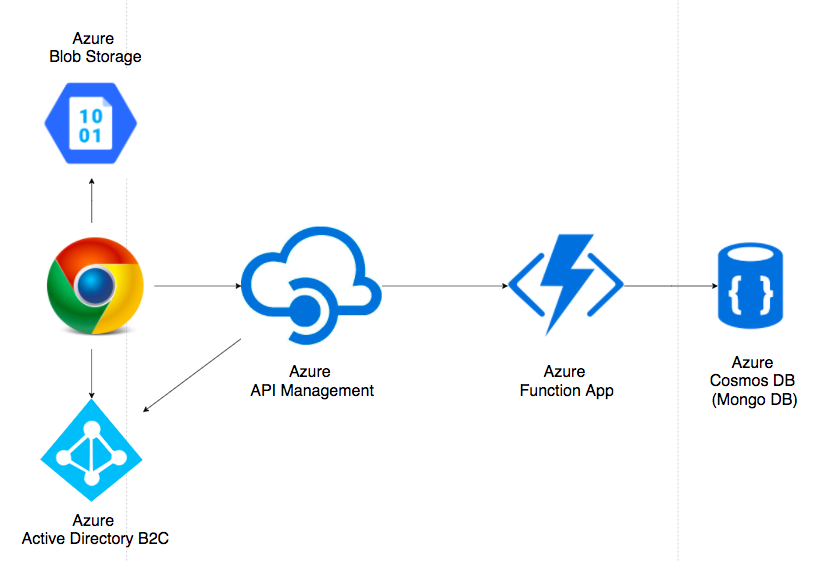 Azure
Blob Storage
10
01
Azure
API Management
Azure
Function App
{ }
Azure
Cosmos DB
(Mongo DB)
Azure
Active Directory B2C